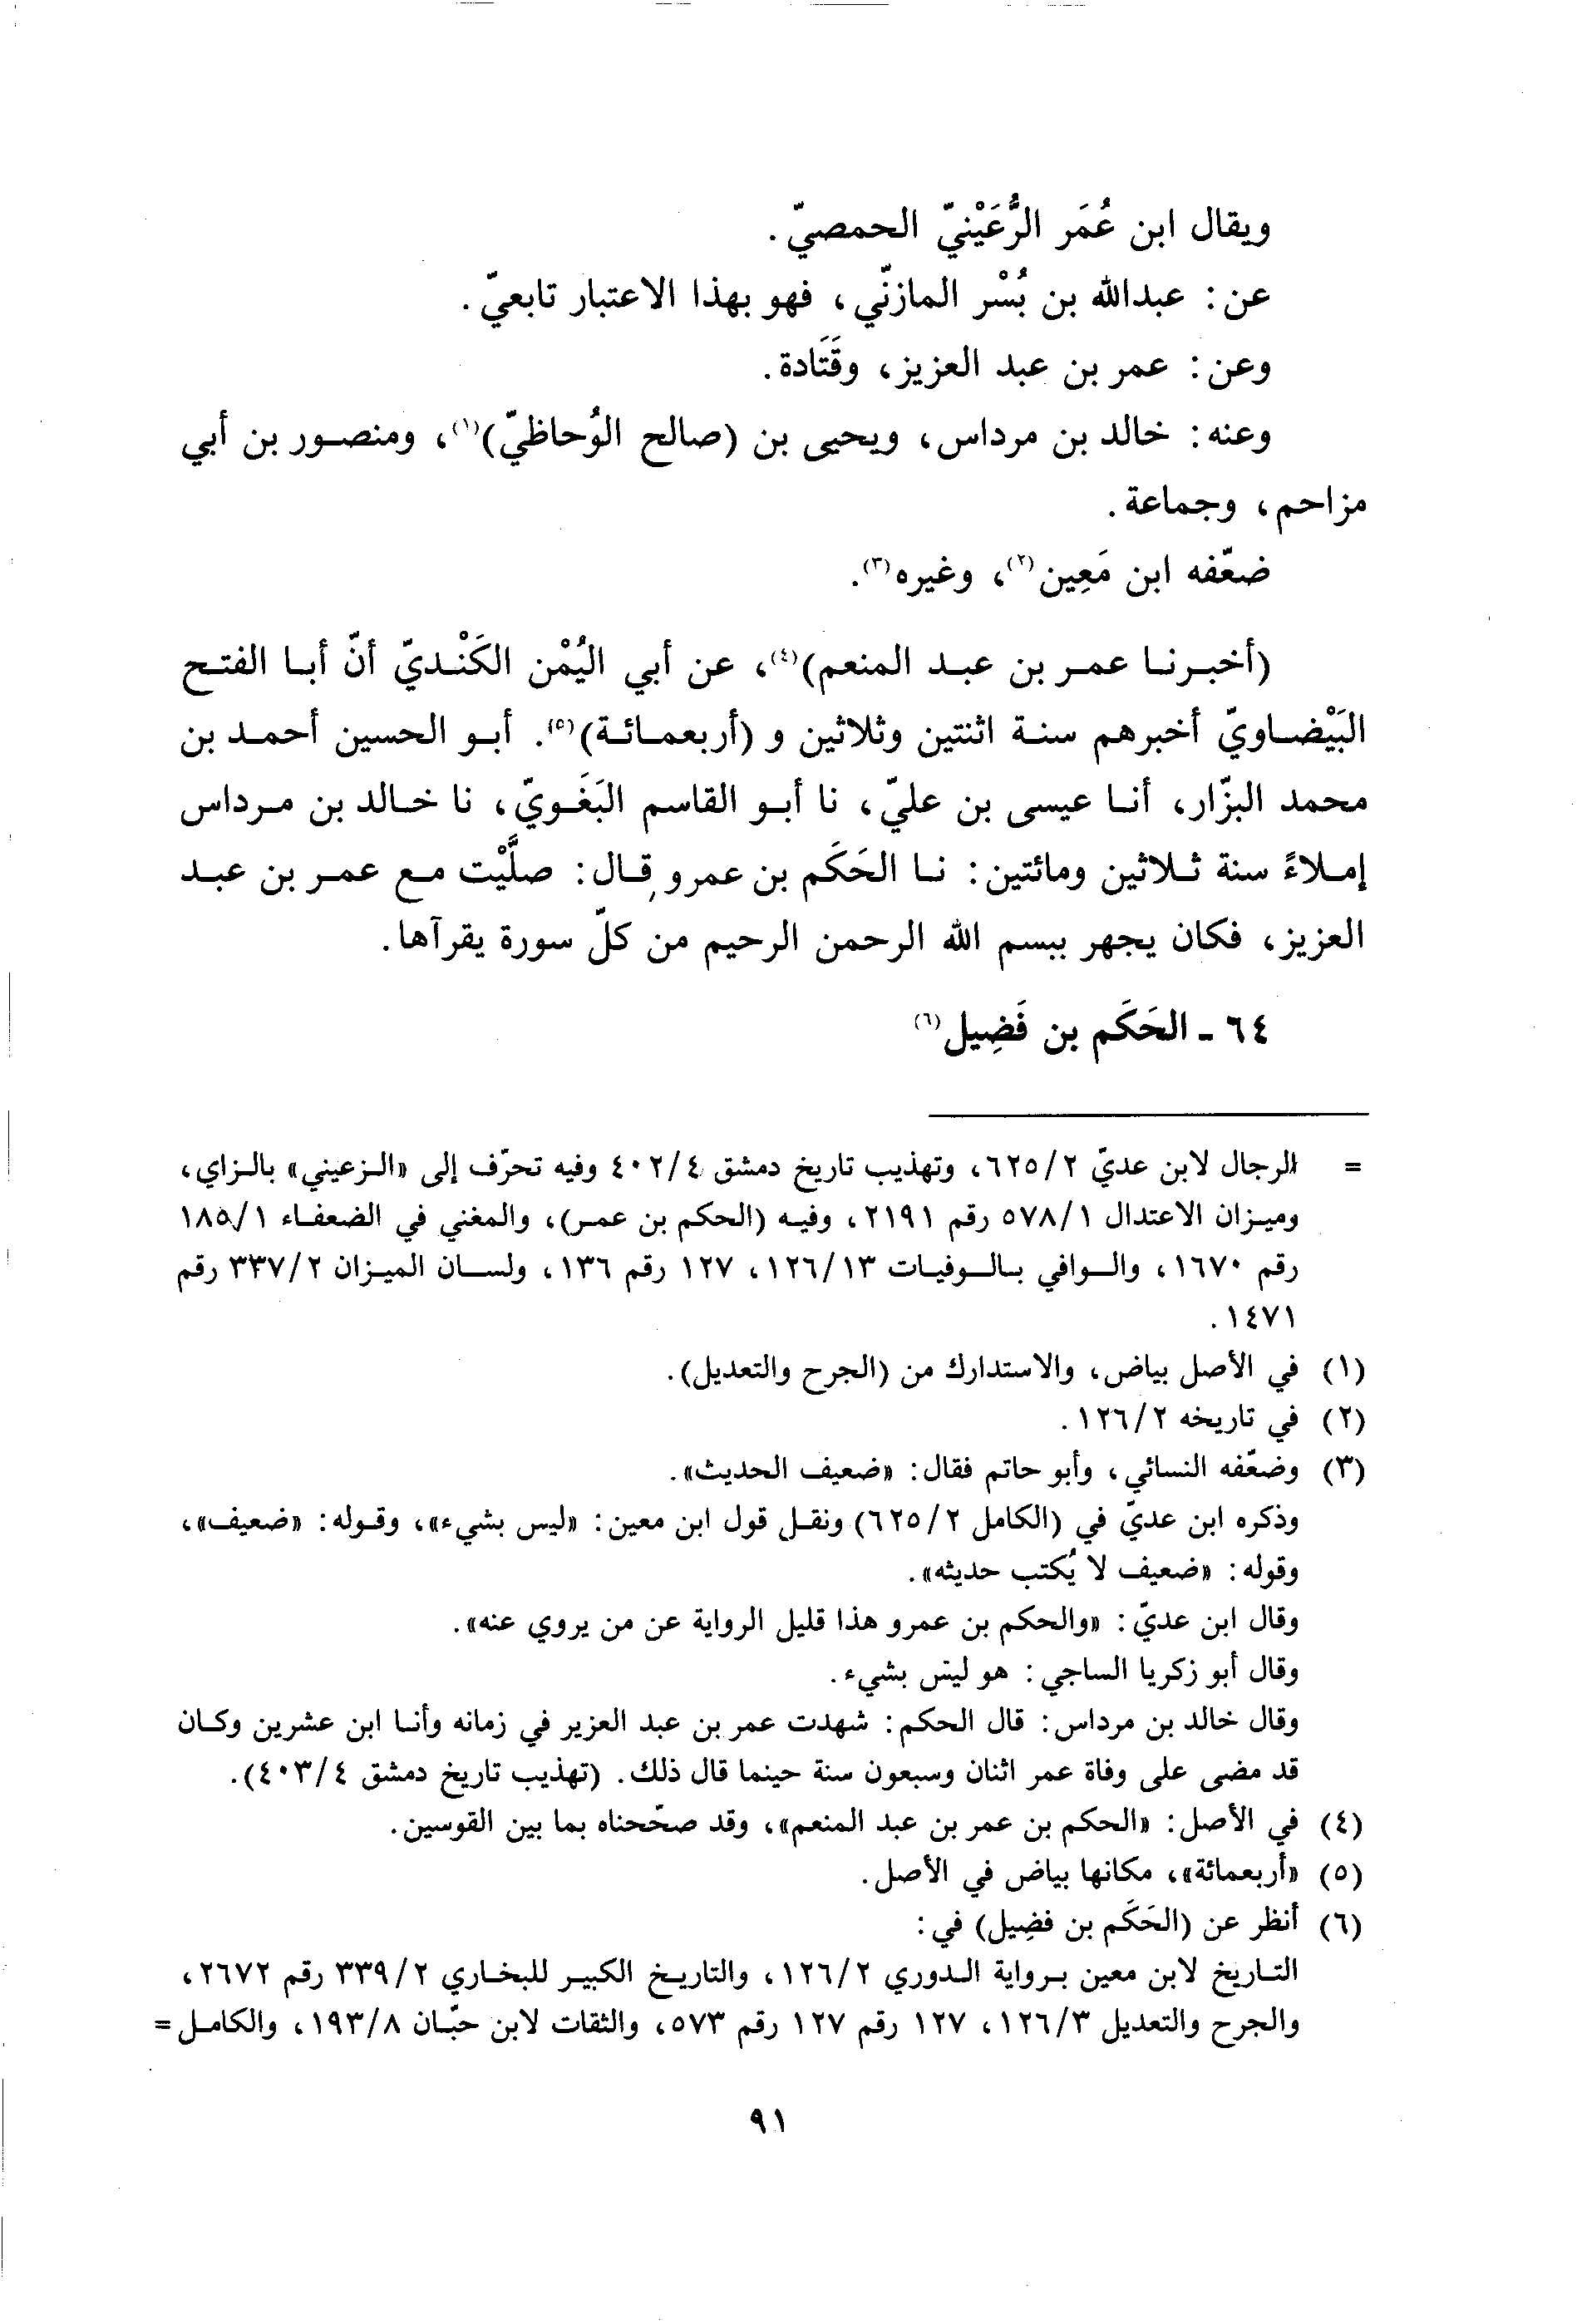 ويقال ابن عُمَر الرُّعَيْنيّ الحمصيّ.
عن: عبدالله بن بُسْر المازنّي، فهو بهذا الاعتبار تابعيّ.
وعن: عمر بن عبد العزيز، وقَتَادة.
وعنه: خالد بن مرداس، ويحيى بن (صالح الوُحاظيّ)(١)، ومنصور بن أبي
مزاحم، وجماعة.
ضعّفه ابن مَعِين(٢)، وغيره(٣).
(أخبرنا عمر بن عبد المنعم)(٤)، عن أبي اليُمْن الكَنْديّ أنّ أبا الفتح
البَيْضاويّ أخبرهم سنة اثنتين وثلاثين و (أربعمائة)(٥). أبو الحسين أحمد بن
محمد البزّار، أنا عيسى بن عليّ، نا أبو القاسم البَغَويّ، نا خالد بن مرداس
إملاءً سنة ثلاثين ومائتين: نا الحَكَم بن عمرو قال: صلَّيْت مع عمر بن عبد
العزيز، فكان يجهر ببسم الله الرحمن الرحيم من كلّ سورة يقرآها.
٦٤ - الحَكَم بن فَضِيل(٦)
= الرجال لابن عديّ ٦٢٥/٢، وتهذيب تاريخ دمشق ٤٠٢/٤ وفيه تحرّف إلى «الزعيني» بالزاي،
وميزان الاعتدال ٥٧٨/١ رقم ٢١٩١، وفيه (الحكم بن عمر)، والمغني في الضعفاء ١٨٥/١
رقم ١٦٧٠، والوافي بالوفيات ١٢٦/١٣، ١٢٧ رقم ١٣٦، ولسان الميزان ٣٣٧/٢ رقم
١٤٧١.
(١) في الأصل بياض، والاستدارك من (الجرح والتعديل).
(٢) في تاريخه ١٢٦/٢.
(٣) وضعّفه النسائي، وأبو حاتم فقال: «ضعيف الحديث».
وذكره ابن عديّ في (الكامل ٦٢٥/٢) ونقل قول ابن معين: «ليس بشيء»، وقوله: «ضعيف»،
وقوله: «ضعيف لا يُكتب حديثه».
وقال ابن عديّ: «والحكم بن عمرو هذا قليل الرواية عن من يروي عنه».
وقال أبو زكريا الساجي: هو ليس بشيء.
وقال خالد بن مرداس: قال الحكم: شهدت عمر بن عبد العزير في زمانه وأنا ابن عشرين وكان
قد مضى على وفاة عمر اثنان وسبعون سنة حينما قال ذلك. (تهذيب تاريخ دمشق ٤٠٣/٤).
(٤) في الأصل: «الحكم بن عمر بن عبد المنعم»، وقد صحّحناه بما بين القوسين.
(٥) «أربعمائة»، مكانها بياض في الأصل.
(٦) أنظر عن (الحَكَم بن فضِيل) في:
التاريخ لابن معين برواية الدوري ١٢٦/٢، والتاريخ الكبير للبخاري ٣٣٩/٢ رقم ٢٦٧٢،
والجرح والتعديل ١٢٦/٣، ١٢٧ رقم ١٢٧ رقم ٥٧٣، والثقات لابن حبّان ١٩٣/٨، والكامل =
٩١